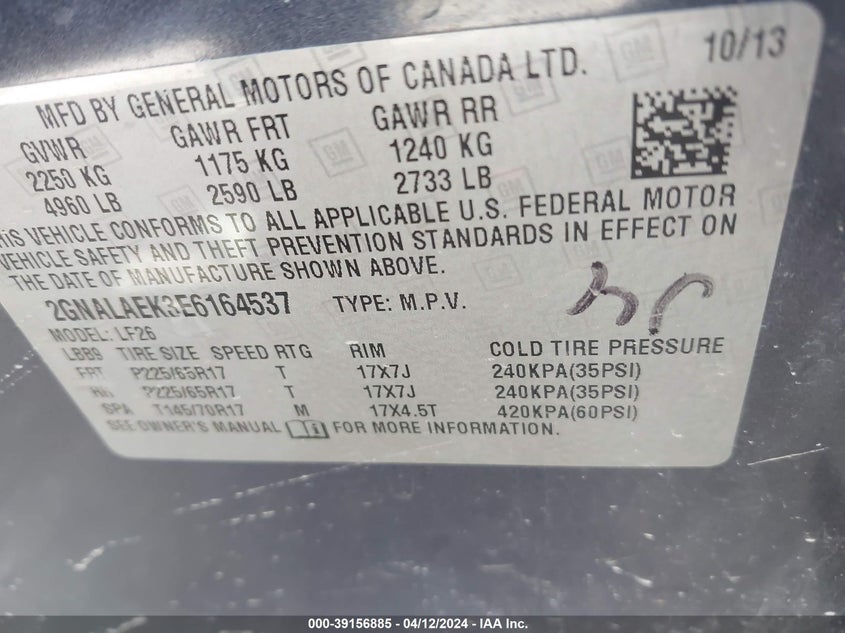 10/13
MFD BY GENERAL MOTORS OF CANADA LTD.
GVWR GAWR FRT GAWR RR
2250 KG 1175 KG 1240 KG
4960 LB 2590 LB 2733 LB
HIS VEHICLE CONFORMS TO ALL APPLICABLE U.S. FEDERAL MOTOR
VEHICLE SAFETY AND THEFT PREVENTION STANDARDS IN EFFECT ON
THE DATE OF MANUFACTURE SHOWN ABOVE.
2GNALAEK3E6164537 TYPE: M.P.V.
MODEL: LF26
LBB9 TIRE SIZE SPEED RTG RIM COLD TIRE PRESSURE
FRT P225/65R17 T 17X7J 240KPA(35PSI)
P225/65R17 T 17X7J 240KPA(35PSI)
SPA T145/70R17 M 17X4.5T 420KPA(60PSI)
SEE OWNER'S MANUAL FOR MORE INFORMATION.
000-39156885 - 04/12/2024 - IAA Inc.